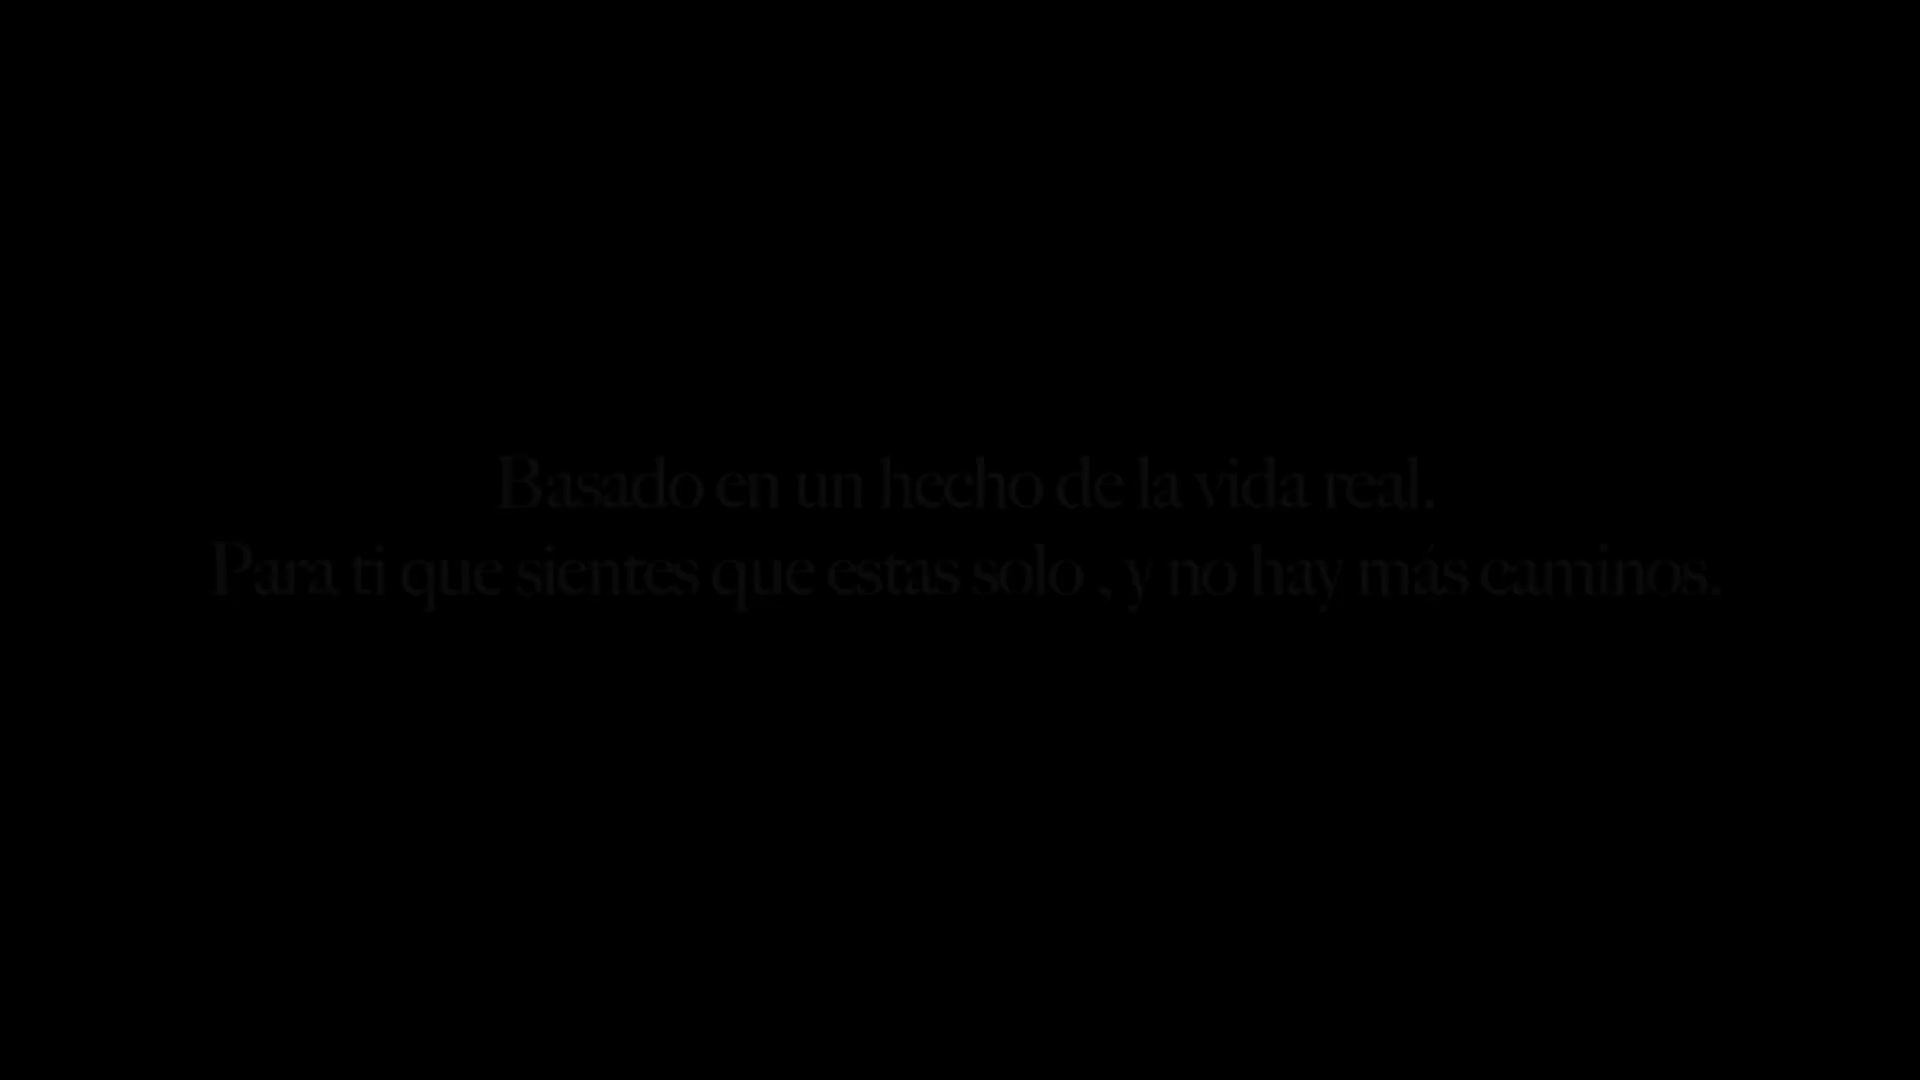 Basado en un hecho de la vida real.
Para ti que sientes que estas solo , y no hay más caminos.